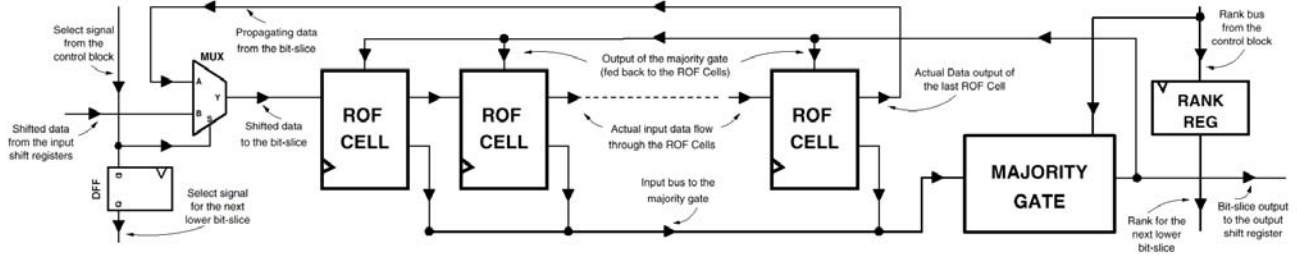 Select signal
from the
control block
Propagating data
from the bit-slice
MUX
A
B
S
Y
Shifted data
from the input
shift registers
Shifted data
to the bit-slice
DFF
D
Q
Select signal
for the next
lower bit-slice
ROF
CELL
ROF
CELL
Output of the majority gate
(fed back to the ROF Cells)
Actual input data flow
through the ROF Cells
Input bus to the
majority gate
ROF
CELL
Actual Data output of
the last ROF Cell
MAJORITY
GATE
Rank bus
from the
control block
RANK
REG
Rank for the
next lower
bit-slice
Bit-slice output
to the output
shift register